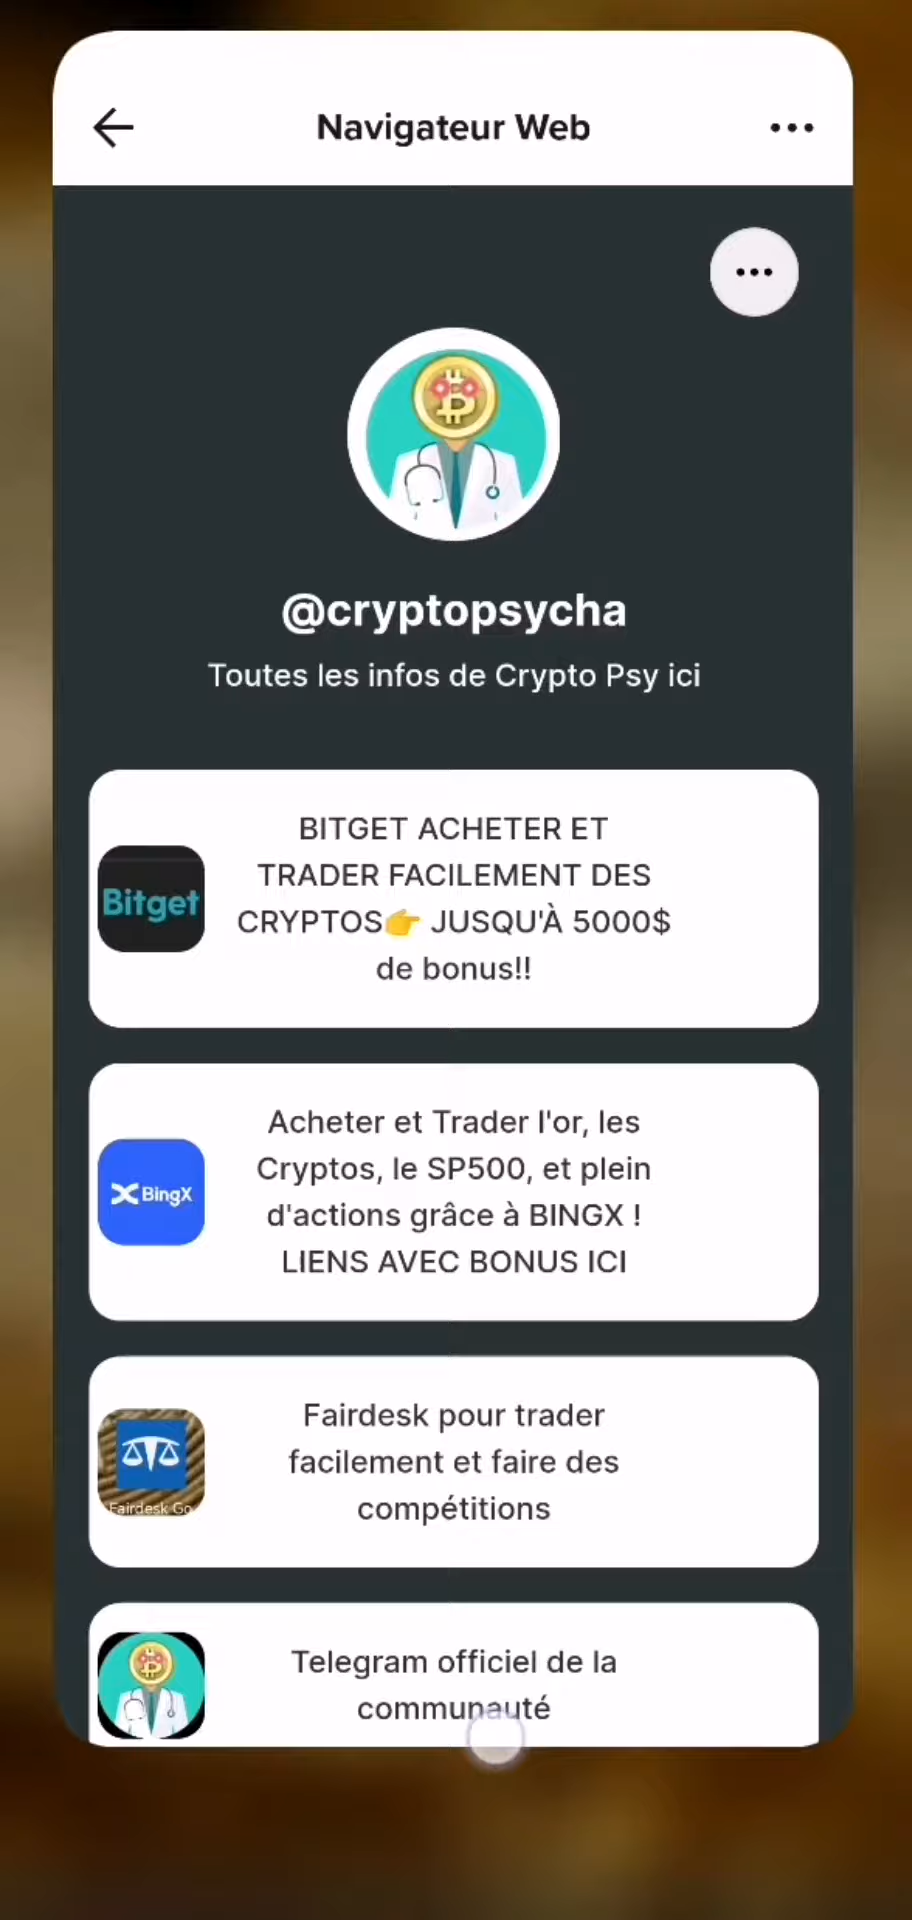 Navigateur Web
@cryptopsycha
Toutes les infos de Crypto Psy ici
Bitget
BITGET ACHETER ET
TRADER FACILEMENT DES
CRYPTOS👉 JUSQU'À 5000$
de bonus!!
BingX
Acheter et Trader l'or, les
Cryptos, le SP500, et plein
d'actions grâce à BINGX !
LIENS AVEC BONUS ICI
Fairdesk Go
Fairdesk pour trader
facilement et faire des
compétitions
Telegram officiel de la
communauté